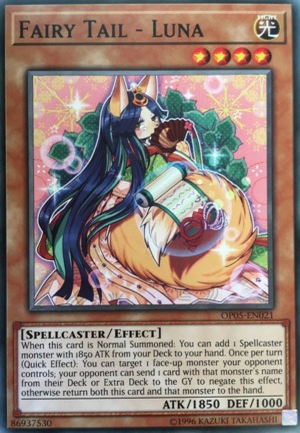 FAIRY TAIL - LUNA
LIGHT
光
OP05-EN021
[SPELLCASTER/EFFECT]
When this card is Normal Summoned: You can add 1 Spellcaster
monster with 1850 ATK from your Deck to your hand. Once per turn
(Quick Effect): You can target 1 face-up monster your opponent
controls; your opponent can send 1 card with that monster's name
from their Deck or Extra Deck to the GY to negate this effect,
otherwise return both this card and that monster to the hand.
ATK/1850 DEF/1000
86937530
©1996 KAZUKI TAKAHASHI